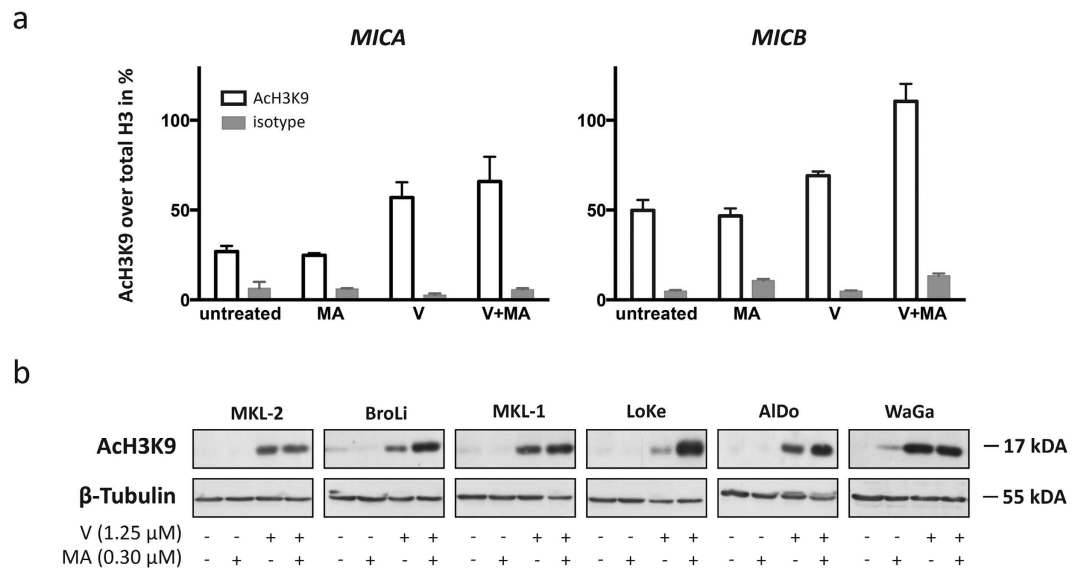 a
MICA
MICB
AcH3K9 over total H3 in %
AcH3K9
isotype
100
50
0
untreated MA V V+MA
100
50
0
untreated MA V V+MA
b
MKL-2 BroLi MKL-1 LoKe AlDo WaGa
AcH3K9 — 17 kDA
β-Tubulin — 55 kDA
V (1.25 µM) - - + + - - + + - - + + - - + + - - + + - - + +
MA (0.30 µM) - + - + - + - + - + - + - + - + - + - + - + - +